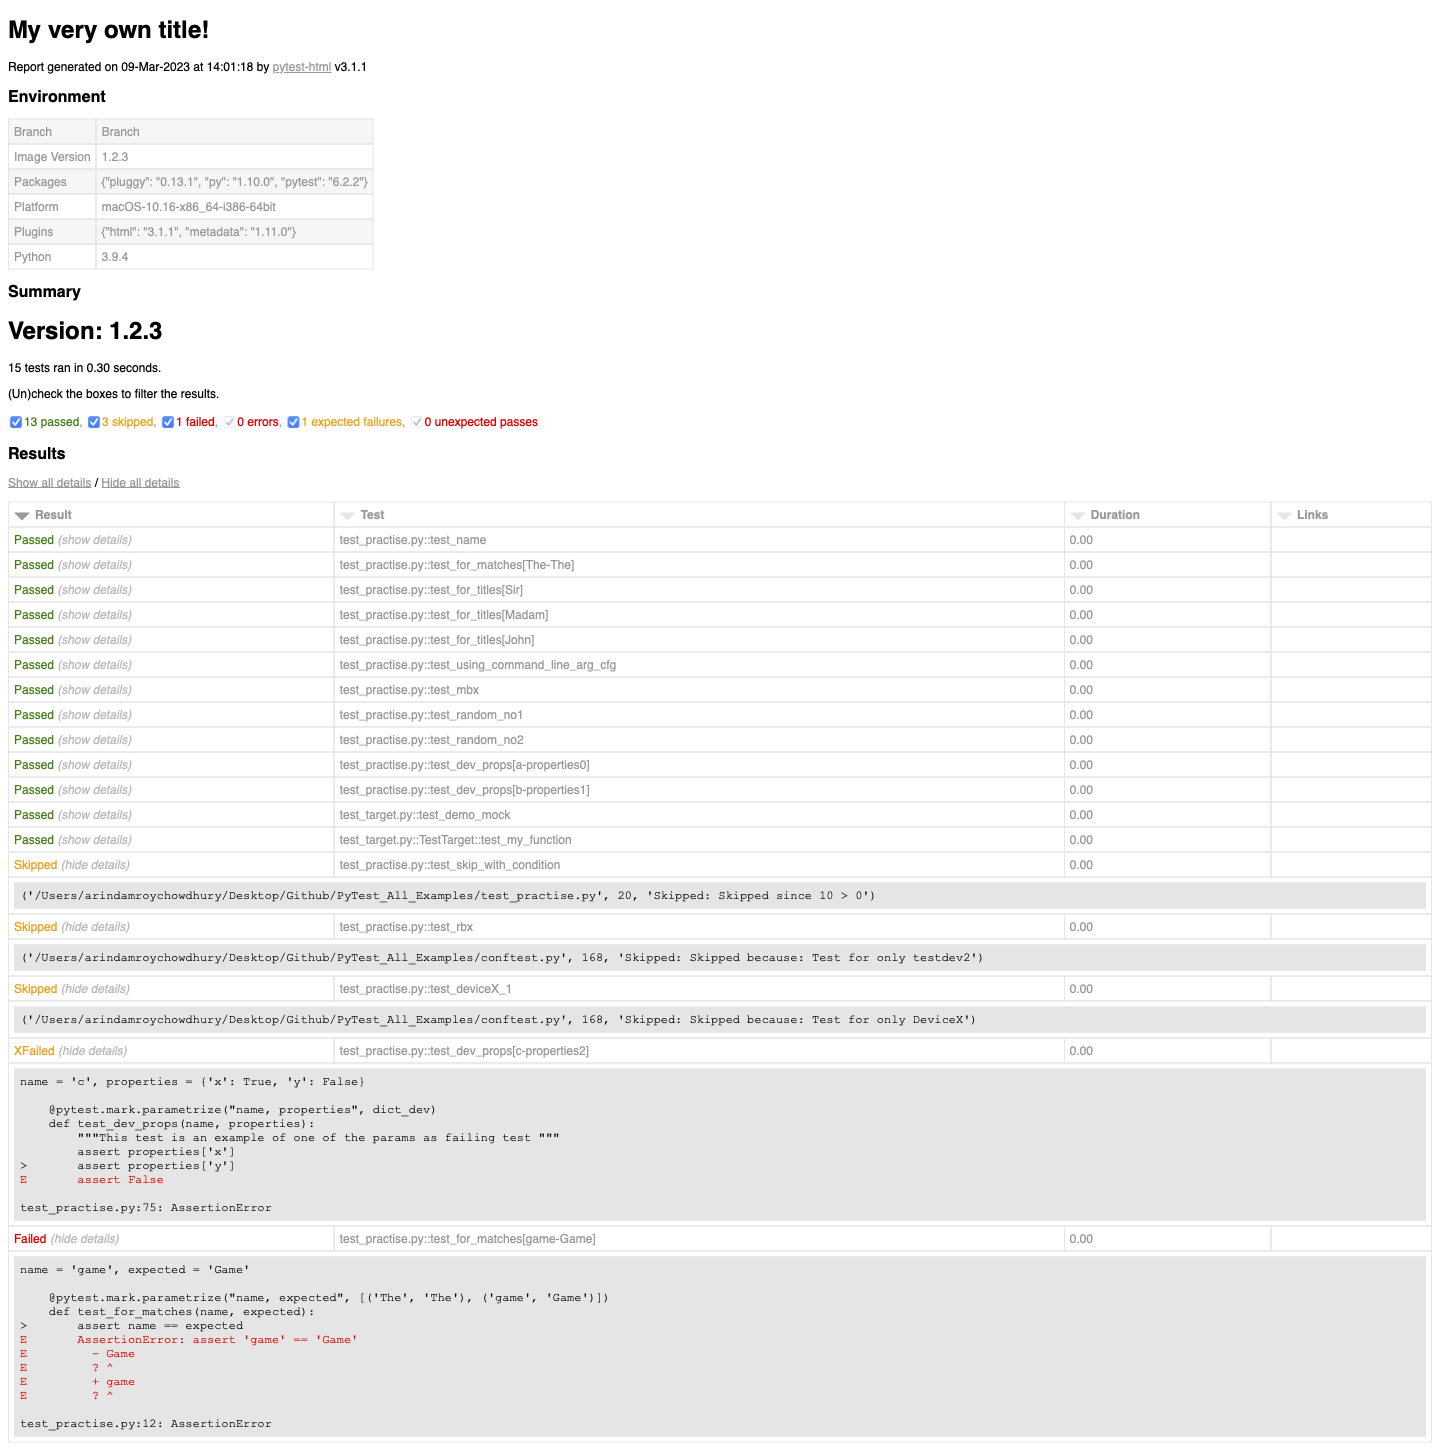 My very own title!
Report generated on 09-Mar-2023 at 14:01:18 by pytest-html v3.1.1
Environment
Branch Branch
Image Version 1.2.3
Packages {"pluggy": "0.13.1", "py": "1.10.0", "pytest": "6.2.2"}
Platform macOS-10.16-x86_64-i386-64bit
Plugins {"html": "3.1.1", "metadata": "1.11.0"}
Python 3.9.4
Summary
Version: 1.2.3
15 tests ran in 0.30 seconds.
(Un)check the boxes to filter the results.
13 passed, 3 skipped, 1 failed, 0 errors, 1 expected failures, 0 unexpected passes
Results
Show all details / Hide all details
Result Test Duration Links
Passed (show details) test_practise.py::test_name 0.00
Passed (show details) test_practise.py::test_for_matches[The-The] 0.00
Passed (show details) test_practise.py::test_for_titles[Sir] 0.00
Passed (show details) test_practise.py::test_for_titles[Madam] 0.00
Passed (show details) test_practise.py::test_for_titles[John] 0.00
Passed (show details) test_practise.py::test_using_command_line_arg_cfg 0.00
Passed (show details) test_practise.py::test_mbx 0.00
Passed (show details) test_practise.py::test_random_no1 0.00
Passed (show details) test_practise.py::test_random_no2 0.00
Passed (show details) test_practise.py::test_dev_props[a-properties0] 0.00
Passed (show details) test_practise.py::test_dev_props[b-properties1] 0.00
Passed (show details) test_target.py::test_demo_mock 0.00
Passed (show details) test_target.py::TestTarget::test_my_function 0.00
Skipped (hide details) test_practise.py::test_skip_with_condition 0.00
('/Users/arindamroychowdhury/Desktop/Github/PyTest_All_Examples/test_practise.py', 20, 'Skipped: Skipped since 10 > 0')
Skipped (hide details) test_practise.py::test_rbx 0.00
('/Users/arindamroychowdhury/Desktop/Github/PyTest_All_Examples/conftest.py', 168, 'Skipped: Skipped because: Test for only testdev2')
Skipped (hide details) test_practise.py::test_deviceX_1 0.00
('/Users/arindamroychowdhury/Desktop/Github/PyTest_All_Examples/conftest.py', 168, 'Skipped: Skipped because: Test for only DeviceX')
XFailed (hide details) test_practise.py::test_dev_props[c-properties2] 0.00
name = 'c', properties = {'x': True, 'y': False}
@pytest.mark.parametrize("name, properties", dict_dev)
def test_dev_props(name, properties):
"""This test is an example of one of the params as failing test """
assert properties['x']
> assert properties['y']
E assert False
test_practise.py:75: AssertionError
Failed (hide details) test_practise.py::test_for_matches[game-Game] 0.00
name = 'game', expected = 'Game'
@pytest.mark.parametrize("name, expected", [('The', 'The'), ('game', 'Game')])
def test_for_matches(name, expected):
> assert name == expected
E AssertionError: assert 'game' == 'Game'
E - Game
E ? ^
E + game
E ? ^
test_practise.py:12: AssertionError